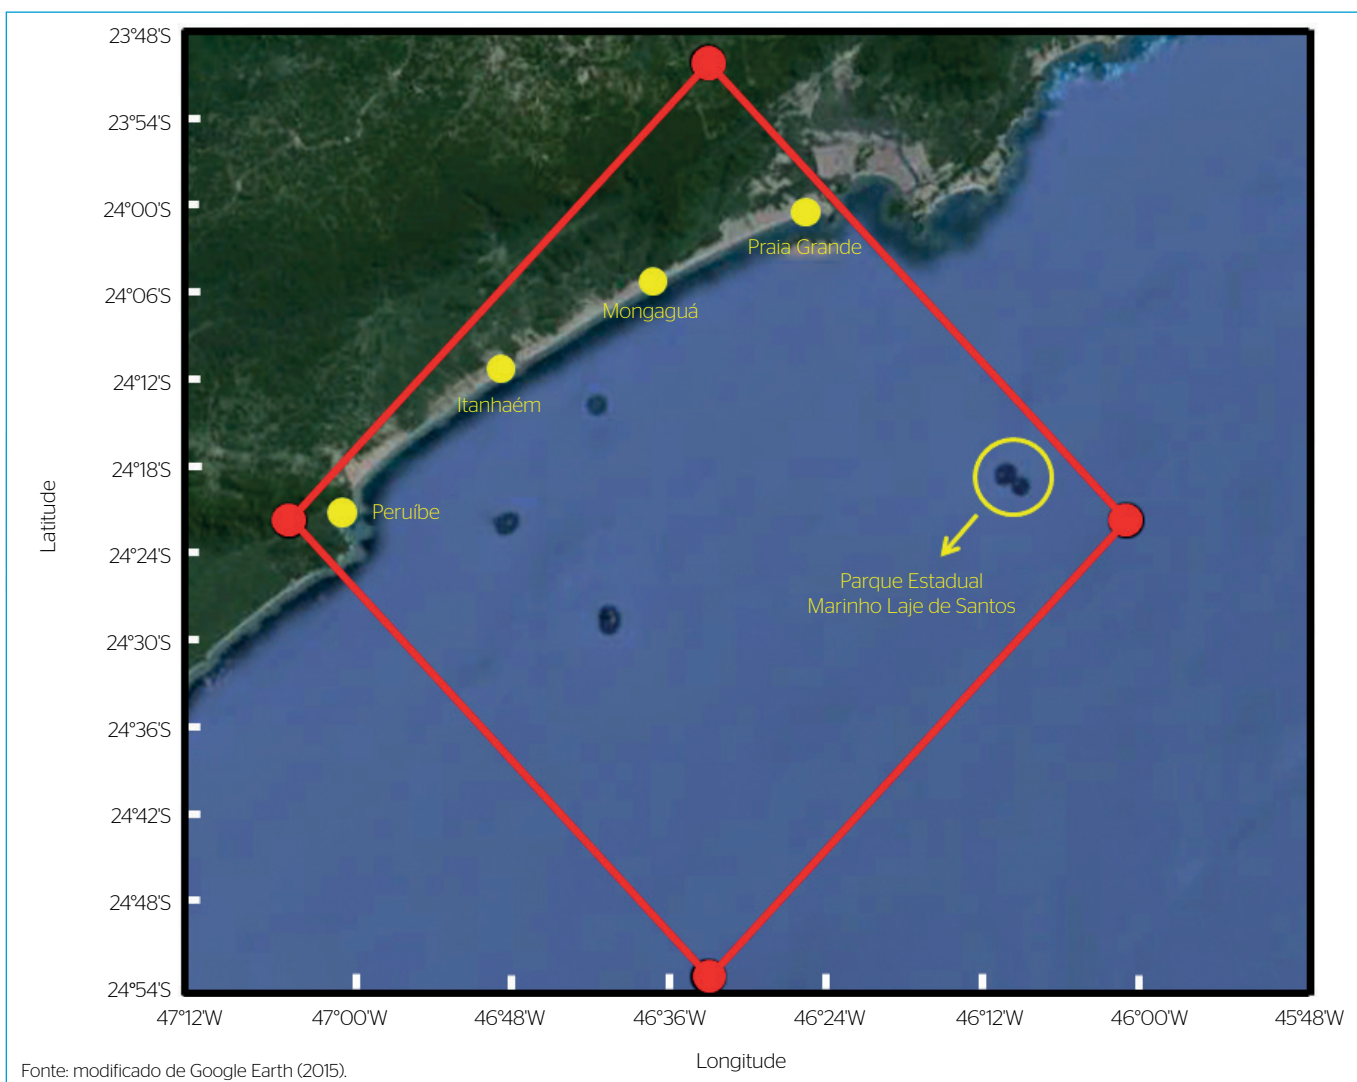 23°48'S
23°54'S
24°00'S
24°06'S
24°12'S
24°18'S
24°24'S
24°30'S
24°36'S
24°42'S
24°48'S
24°54'S
Latitude
Praia Grande
Mongaguá
Itanhaém
Peruíbe
Parque Estadual
Marinho Laje de Santos
47°12'W
47°00'W
46°48'W
46°36'W
46°24'W
46°12'W
46°00'W
45°48'W
Longitude
Fonte: modificado de Google Earth (2015).